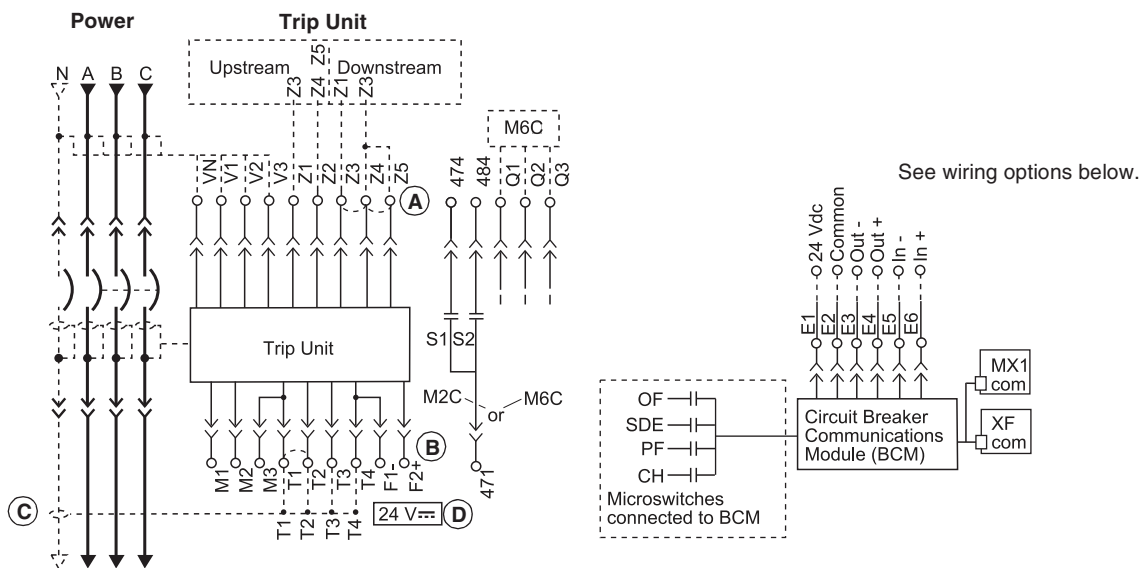 Power
Trip Unit
N A B C
Upstream
Downstream
Z3
Z4
Z5
Z1
Z3
M6C
VN
V1
V2
V3
Z1
Z2
Z3
Z4
Z5
A
474
484
Q1
Q2
Q3
See wiring options below.
24 Vdc
Common
Out -
Out +
In -
In +
E1
E2
E3
E4
E5
E6
S1 S2
Trip Unit
M2C or M6C
B
M1
M2
M3
T1
T2
T3
T4
F1-
F2+
471
C
T1
T2
T3
T4
24 V
D
OF
SDE
PF
CH
Microswitches
connected to BCM
Circuit Breaker
Communications
Module (BCM)
MX1
com
XF
com